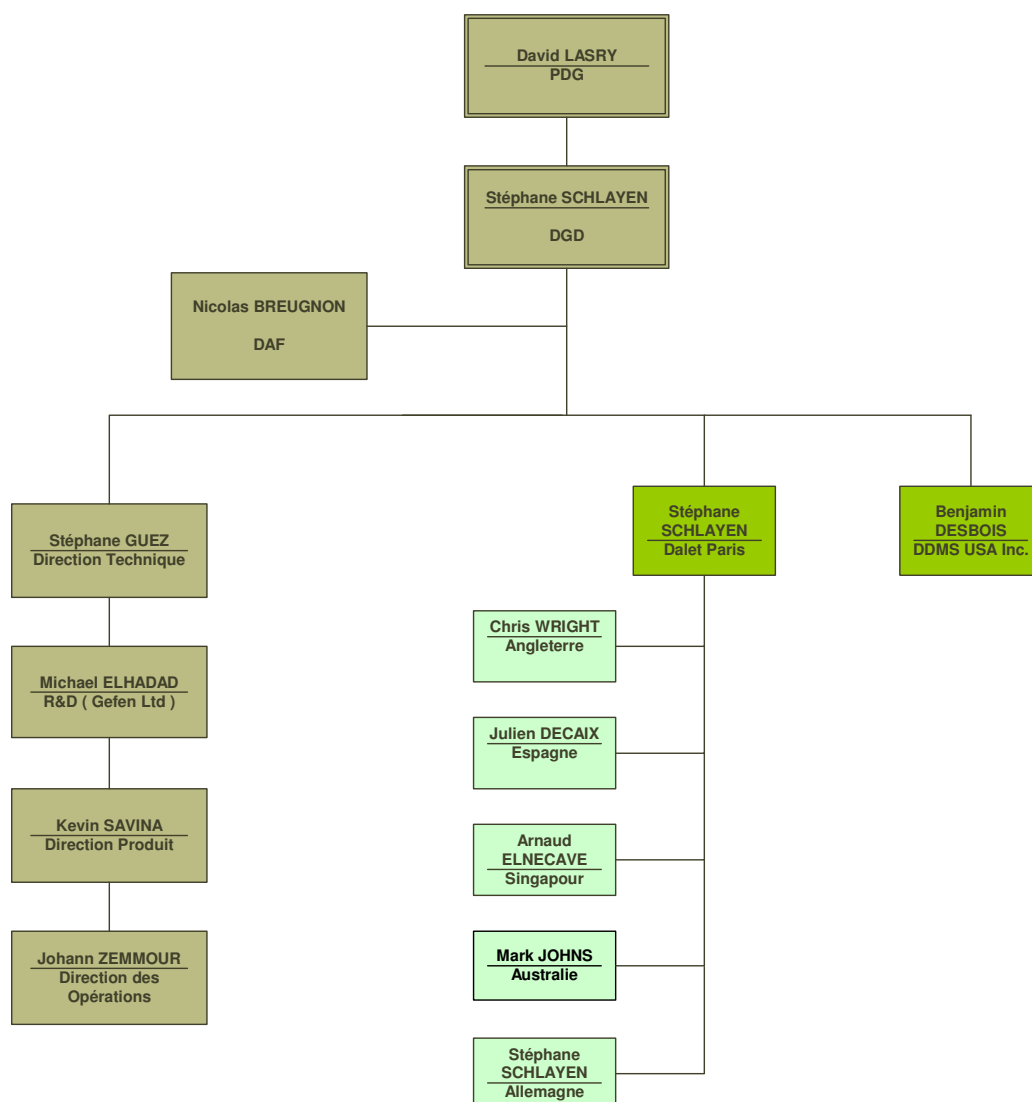 David LASRY
PDG
Stéphane SCHLAYEN
DGD
Nicolas BREUGNON
DAF
Stéphane GUEZ
Direction Technique
Michael ELHADAD
R&D ( Gefen Ltd )
Kevin SAVINA
Direction Produit
Johann ZEMMOUR
Direction des
Opérations
Stéphane
SCHLAYEN
Dalet Paris
Chris WRIGHT
Angleterre
Julien DECAIX
Espagne
Arnaud
ELNECAVE
Singapour
Mark JOHNS
Australie
Stéphane
SCHLAYEN
Allemagne
Benjamin
DESBOIS
DDMS USA Inc.